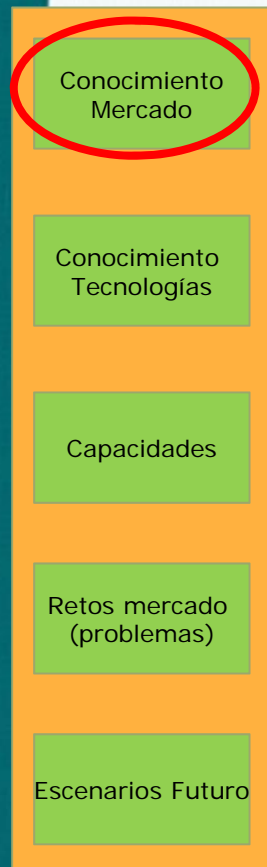 Conocimiento
Mercado
Conocimiento
Tecnologías
Capacidades
Retos mercado
(problemas)
Escenarios Futuro